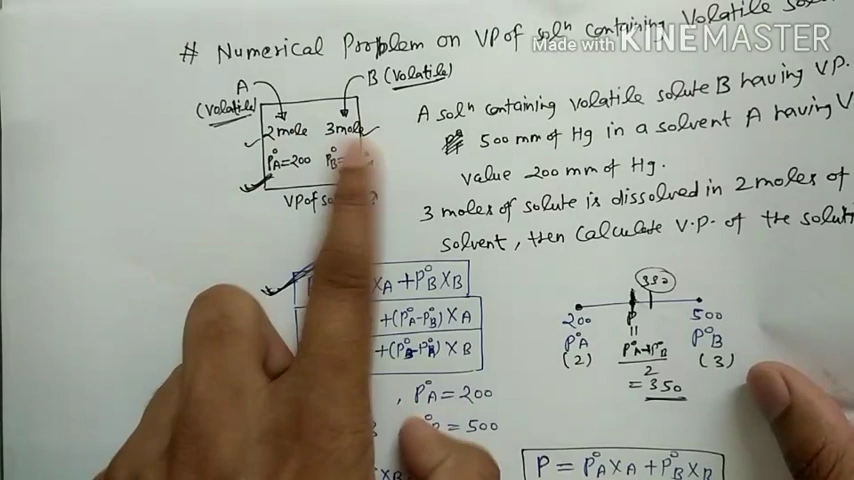 # Numerical Problem on VP of solⁿ containing Volatile
Made with KINEMASTER
A
(Volatile)
B (Volatile)
2 mole 3 mole
P°A=200 P°B=
VP of
A solⁿ containing volatile solute B having VP.
500 mm of Hg in a solvent A having V
value 200 mm of Hg.
3 moles of solute is dissolved in 2 moles of
solvent, then calculate V.P. of the
XA + P°B XB
+(P°A-P°B) XA
+(P°B-P°A) XB
, P°A = 200
= 500
200
P°A
(2)
P
=
P°A+P°B
2
= 350
500
P°B
(3)
P = P°A XA + P°B XB